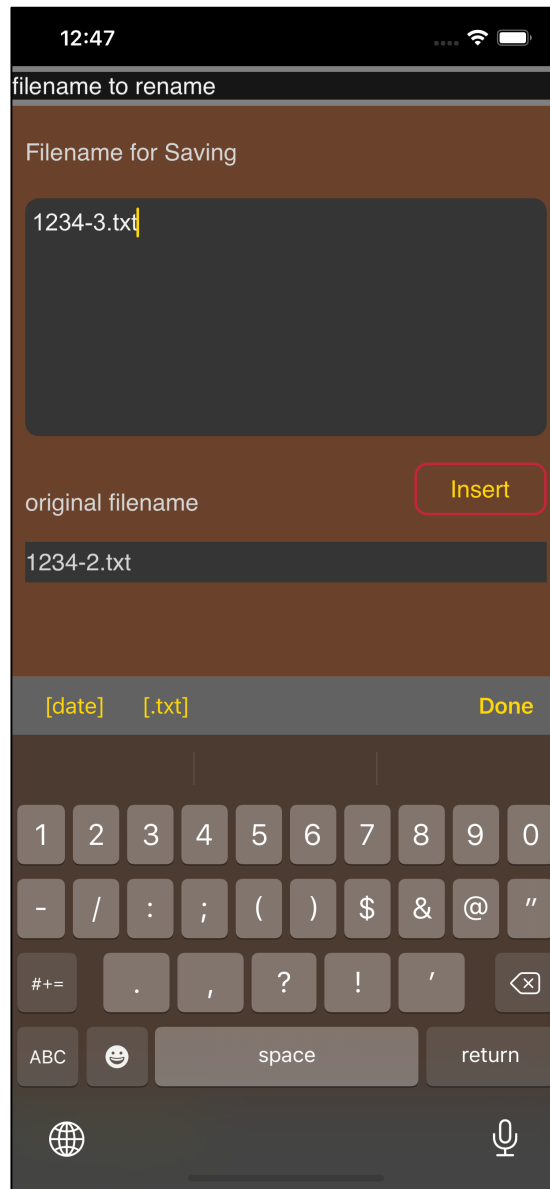 12:47
filename to rename
Filename for Saving
1234-3.txt
Insert
original filename
1234-2.txt
[date] [.txt] Done
1 2 3 4 5 6 7 8 9 0
- / : ; ( ) $ & @ "
#+= . , ? ! ′
ABC space return